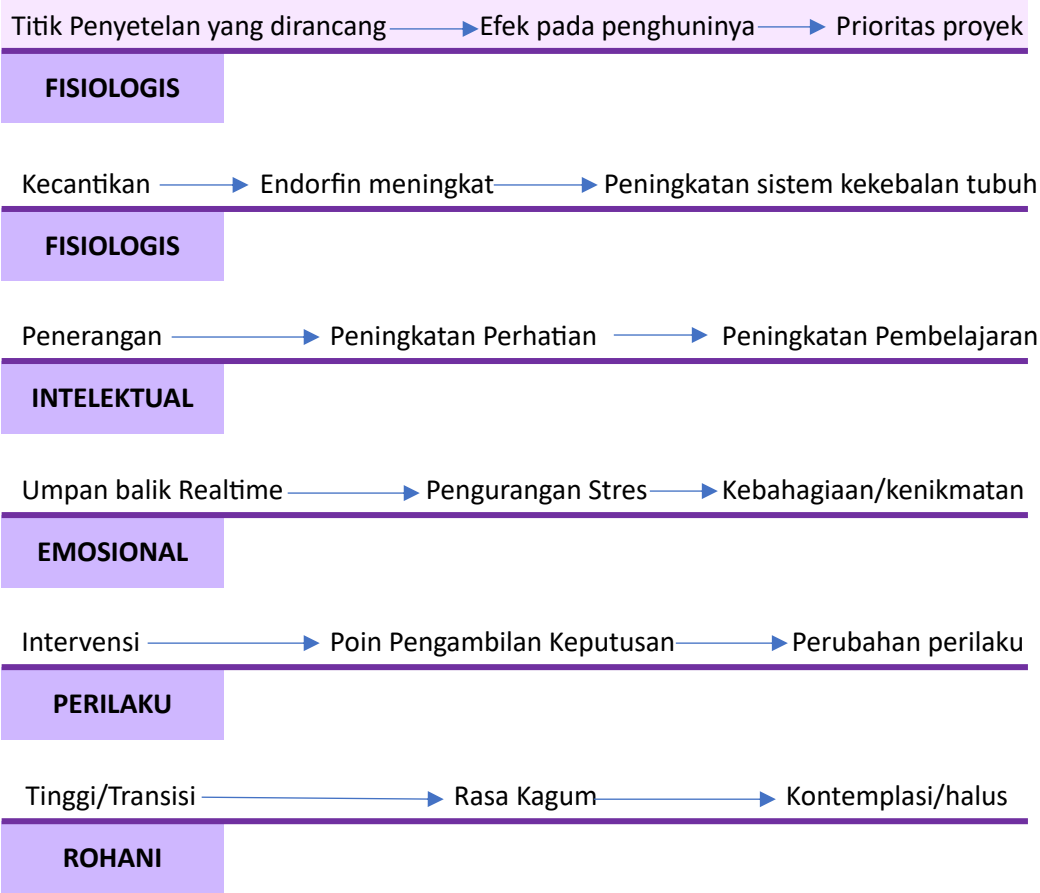 Titik Penyetelan yang dirancang Efek pada penghuninya Prioritas proyek
FISIOLOGIS
Kecantikan Endorfin meningkat Peningkatan sistem kekebalan tubuh
FISIOLOGIS
Penerangan Peningkatan Perhatian Peningkatan Pembelajaran
INTELEKTUAL
Umpan balik Realtime Pengurangan Stres Kebahagiaan/kenikmatan
EMOSIONAL
Intervensi Poin Pengambilan Keputusan Perubahan perilaku
PERILAKU
Tinggi/Transisi Rasa Kagum Kontemplasi/halus
ROHANI